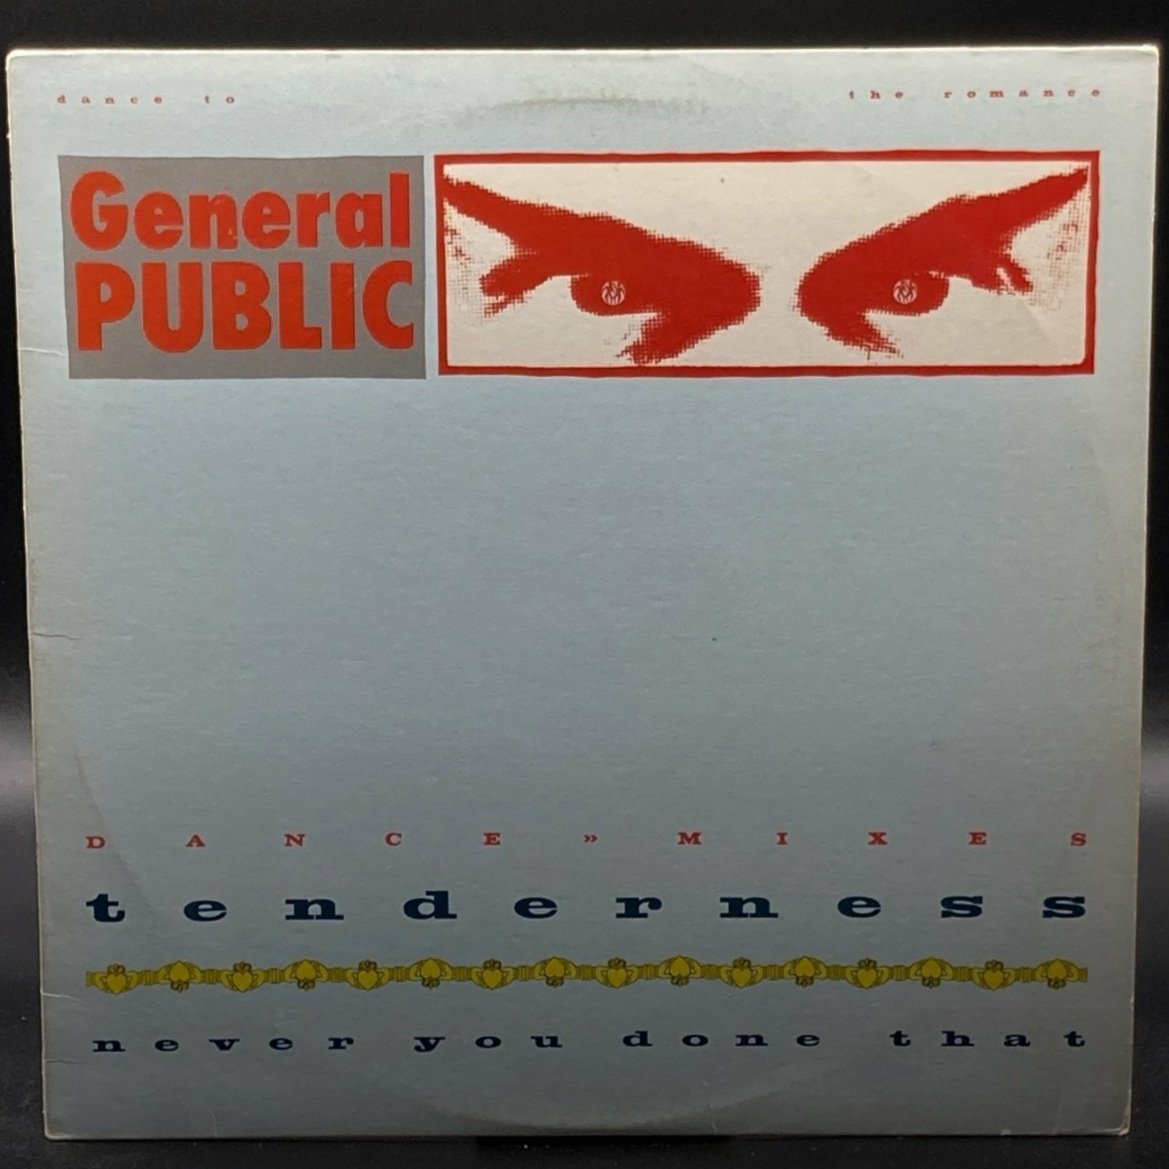 dance to the romance
General
PUBLIC
DANCE » MIXES
tenderness
never you done that